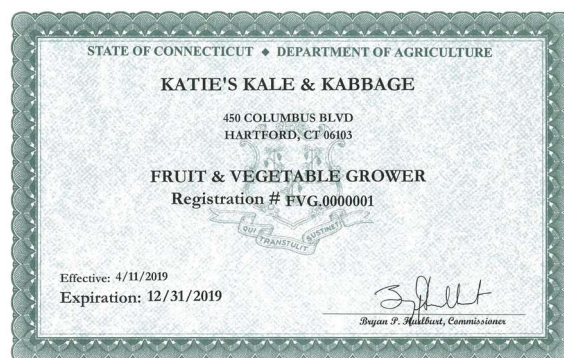 STATE OF CONNECTICUT ◆ DEPARTMENT OF AGRICULTURE
KATIE'S KALE & KABBAGE
450 COLUMBUS BLVD
HARTFORD, CT 06103
FRUIT & VEGETABLE GROWER
Registration # FVG.0000001
QUI TRANSTULIT SUSTINET
Effective: 4/11/2019
Expiration: 12/31/2019
Bryan P. Hurlburt, Commissioner